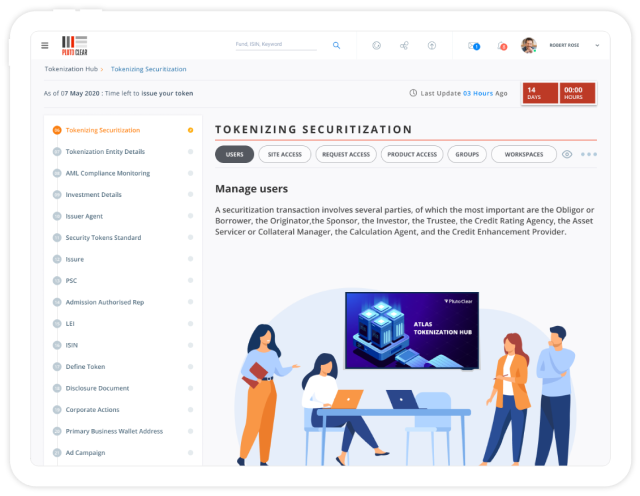 PLUTO CLEAR
Fund, ISIN, Keyword
ROBERT ROSE
Tokenization Hub › Tokenizing Securitization
As of 07 May 2020 : Time left to issue your token
Last Update 03 Hours Ago
14 DAYS
00:00 HOURS
Tokenizing Securitization
Tokenization Entity Details
AML Compliance Monitoring
Investment Details
Issuer Agent
Security Tokens Standard
Issure
PSC
Admission Authorised Rep
LEI
ISIN
Define Token
Disclosure Document
Corporate Actions
Primary Business Wallet Address
Ad Campaign
TOKENIZING SECURITIZATION
USERS
SITE ACCESS
REQUEST ACCESS
PRODUCT ACCESS
GROUPS
WORKSPACES
Manage users
A securitization transaction involves several parties, of which the most important are the Obligor or
Borrower, the Originator,the Sponsor, the Investor, the Trustee, the Credit Rating Agency, the Asset
Servicer or Collateral Manager, the Calculation Agent, and the Credit Enhancement Provider.
PlutoClear
ATLAS
TOKENIZATION HUB